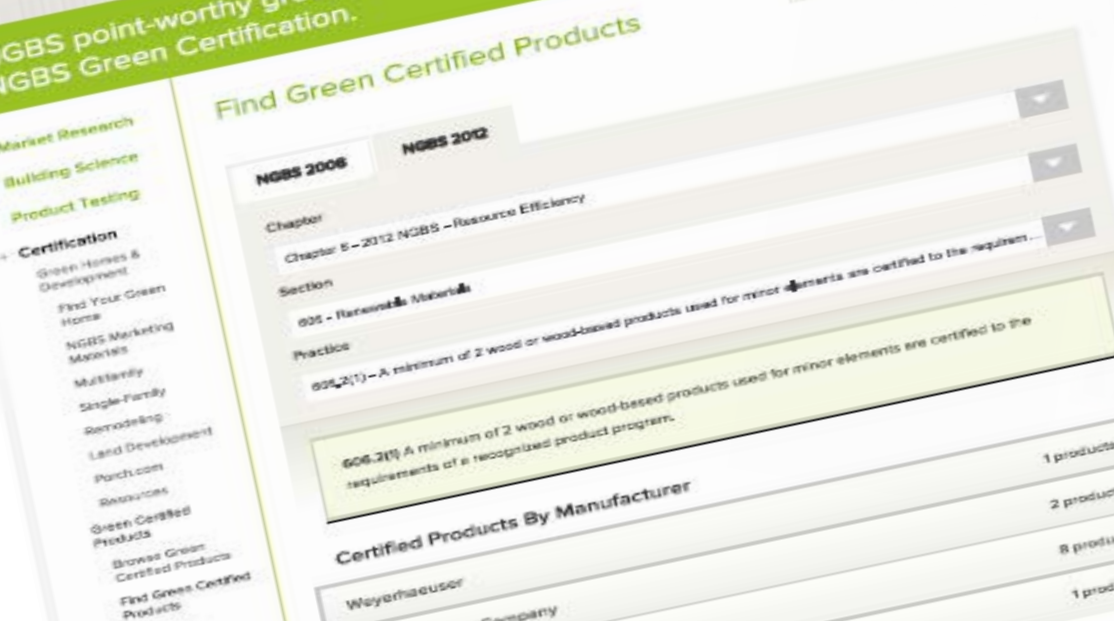 NGBS point-worthy
NGBS Green Certification.
Find Green Certified Products
Market Research
Building Science
Product Testing
Certification
Green Homes &
Development
Find Your Green
Home
NGBS Marketing
Materials
Multifamily
Single-Family
Remodeling
Land Development
Porch.com
Resources
Green Certified
Products
Browse Green
Certified Products
Find Green Certified
Products
NGBS 2008
NGBS 2012
Chapter
Chapter 6 – 2012 NGBS – Resource Efficiency
Section
606 - Renewable Materials
Practice
606.2(1) – A minimum of 2 wood or wood-based products used for minor elements are certified to the requirem...
606.2(1) A minimum of 2 wood or wood-based products used for minor elements are certified to the
requirements of a recognized product program.
Certified Products By Manufacturer
1 products
Weyerhaeuser
2 produc
Company
8 produ
1 prod